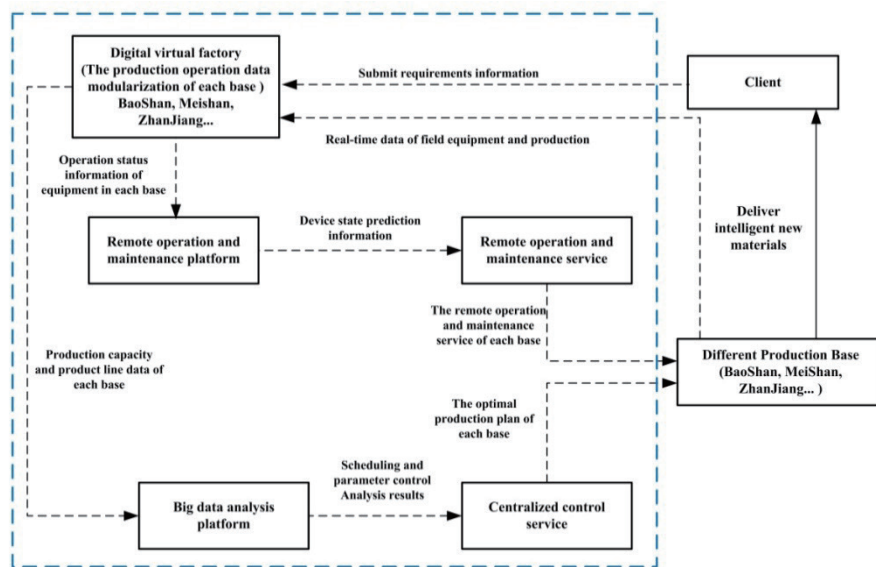 Digital virtual factory
(The production operation data
modularization of each base )
BaoShan, Meishan,
ZhanJiang...
Submit requirements information
Client
Real-time data of field equipment and production
Operation status
information of
equipment in each base
Deliver
intelligent new
materials
Remote operation and
maintenance platform
Device state prediction
information
Remote operation and
maintenance service
The remote operation
and maintenance
service of each base
Production capacity
and product line data of
each base
Different Production Base
(BaoShan, MeiShan,
ZhanJiang... )
The optimal
production plan of
each base
Big data analysis
platform
Scheduling and
parameter control
Analysis results
Centralized control
service